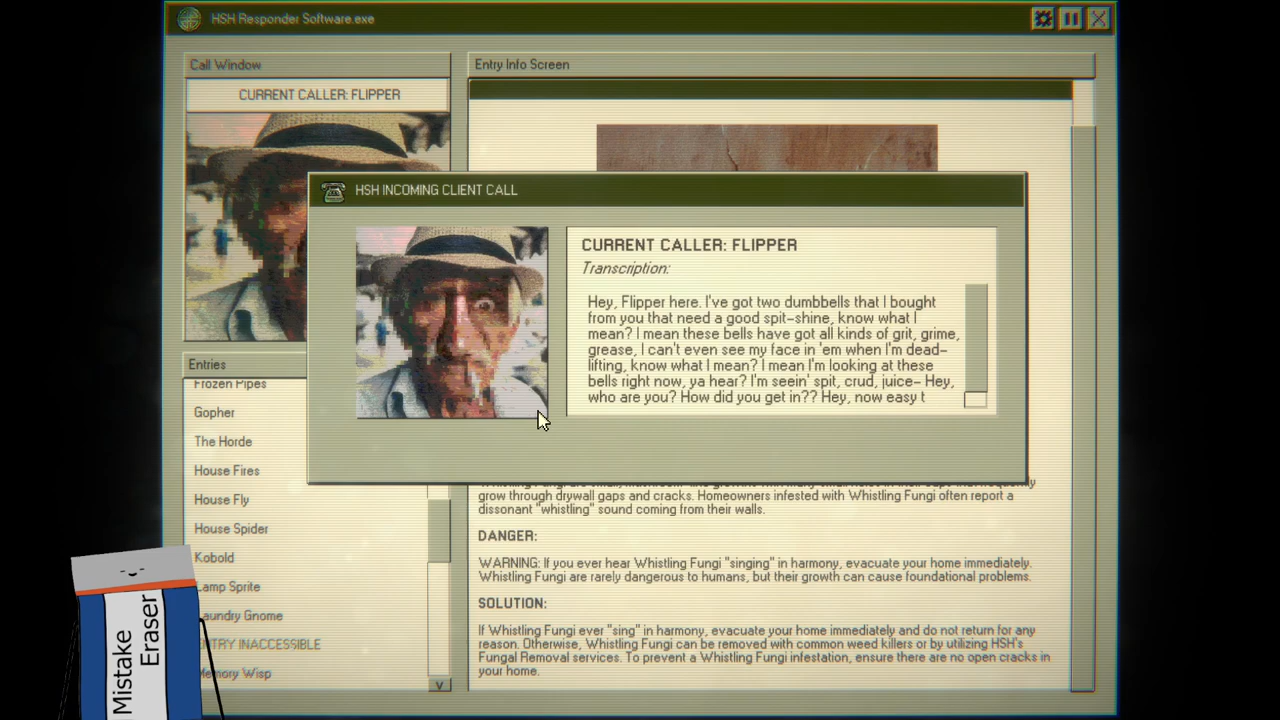 HSH Responder Software.exe
Call Window
Entry Info Screen
CURRENT CALLER: FLIPPER
HSH INCOMING CLIENT CALL
CURRENT CALLER: FLIPPER
Transcription:
Hey, Flipper here. I've got two dumbbells that I bought
from you that need a good spit-shine, know what I
mean? I mean these bells have got all kinds of grit, grime,
grease, I can't even see my face in 'em when I'm dead-
lifting, know what I mean? I mean I'm looking at these
bells right now, ya hear? I'm seein' spit, crud, juice- Hey,
who are you? How did you get in?? Hey, now easy t
Entries
Frozen Pipes
Gopher
The Horde
House Fires
House Fly
House Spider
Kobold
Lamp Sprite
aundry Gnome
NTRY INACCESSIBLE
Memory Wisp
V
grow through drywall gaps and cracks. Homeowners infested with Whistling Fungi often report a
dissonant "whistling" sound coming from their walls.
DANGER:
WARNING: If you ever hear Whistling Fungi "singing" in harmony, evacuate your home immediately.
Whistling Fungi are rarely dangerous to humans, but their growth can cause foundational problems.
SOLUTION:
If Whistling Fungi ever "sing" in harmony, evacuate your home immediately and do not return for any
reason. Otherwise, Whistling Fungi can be removed with common weed killers or by utilizing HSH's
Fungal Removal services. To prevent a Whistling Fungi infestation, ensure there are no open cracks in
your home.
Mistake
Eraser